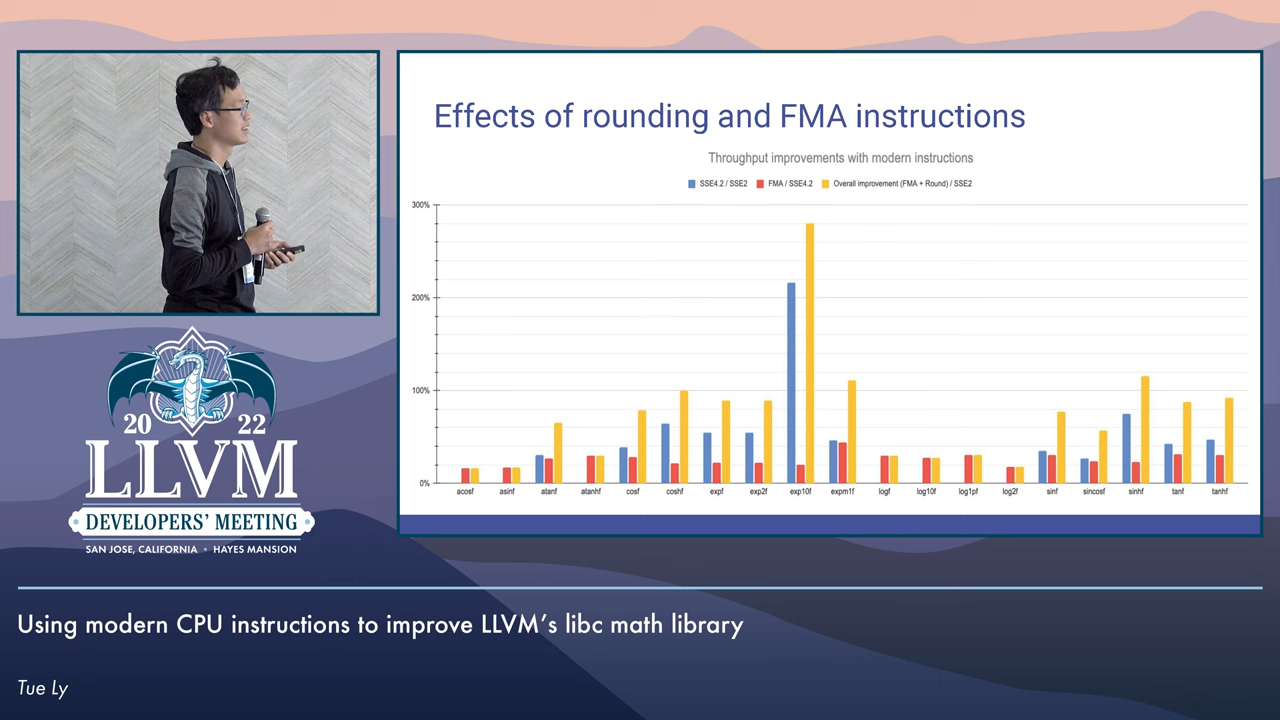 Effects of rounding and FMA instructions
Throughput improvements with modern instructions
SSE4.2 / SSE2 FMA / SSE4.2 Overall improvement (FMA + Round) / SSE2
300%
200%
100%
0%
acosf asinf atanf atanhf cosf coshf expf exp2f exp10f expm1f logf log10f log1pf log2f sinf sincosf sinhf tanf tanhf
20 22
LLVM
DEVELOPERS' MEETING
SAN JOSE, CALIFORNIA • HAYES MANSION
Using modern CPU instructions to improve LLVM's libc math library
Tue Ly